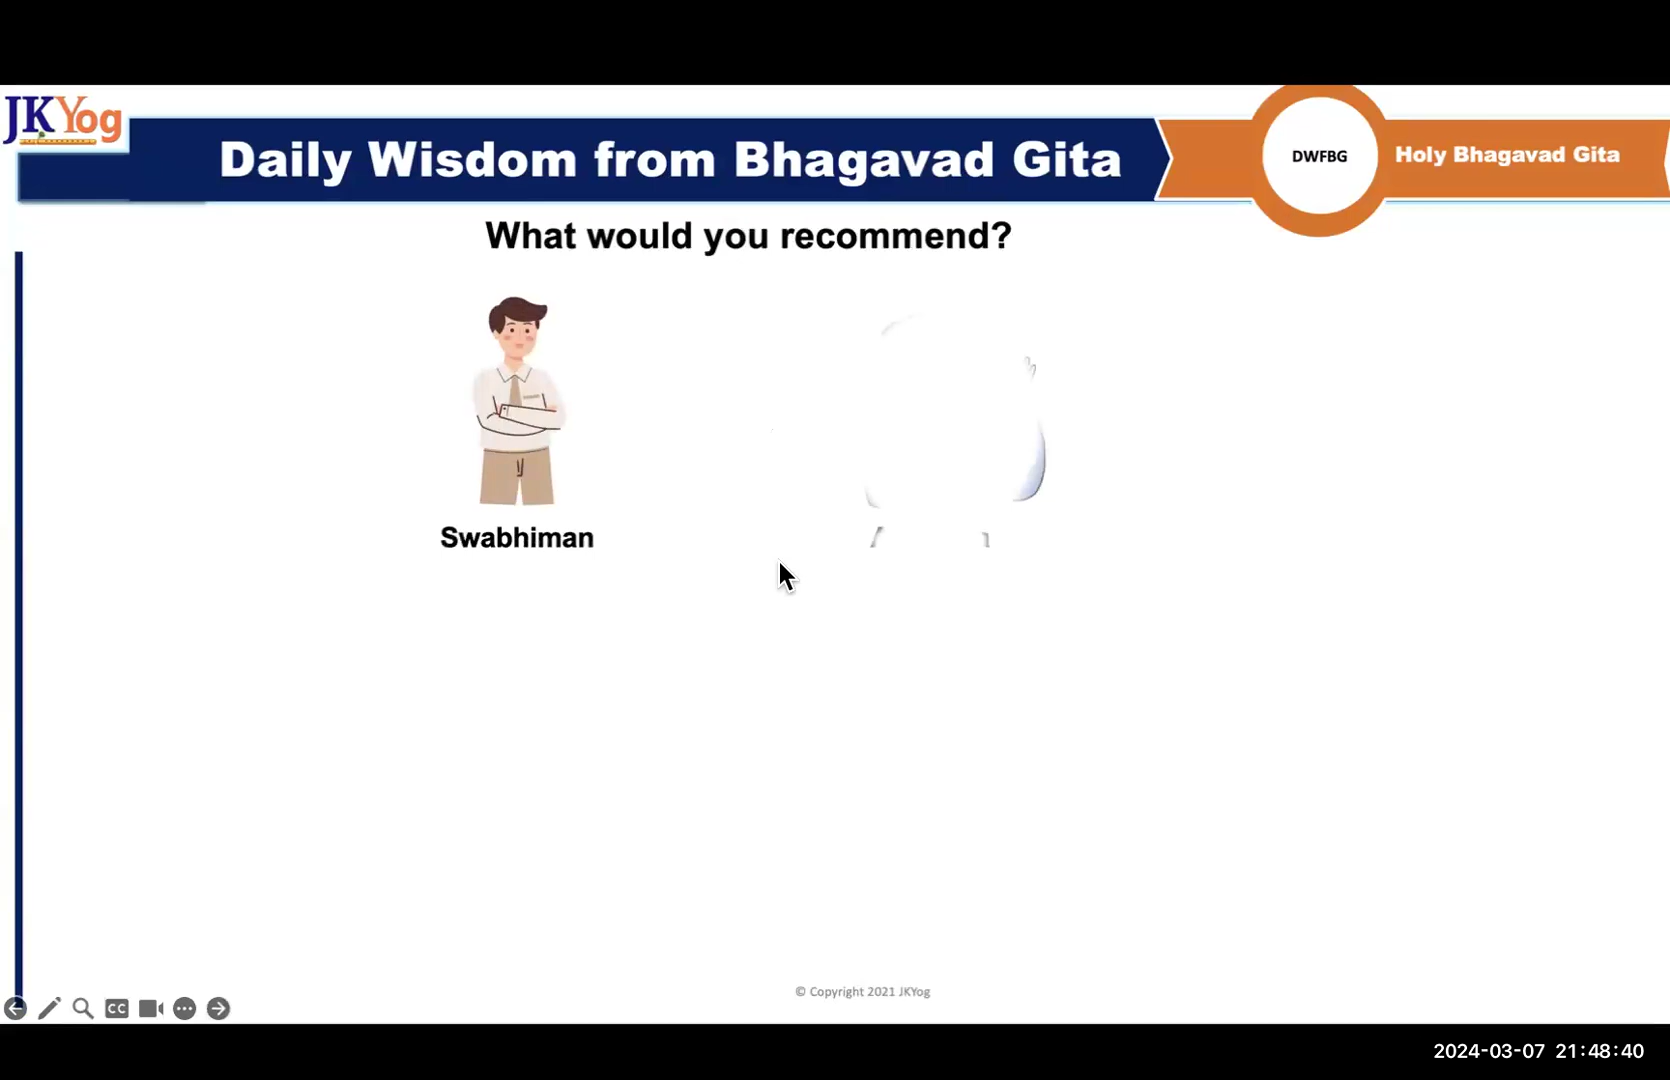 JKYog
Daily Wisdom from Bhagavad Gita
DWFBG
Holy Bhagavad Gita
What would you recommend?
Swabhiman
© Copyright 2021 JKYog
CC
2024-03-07 21:48:40